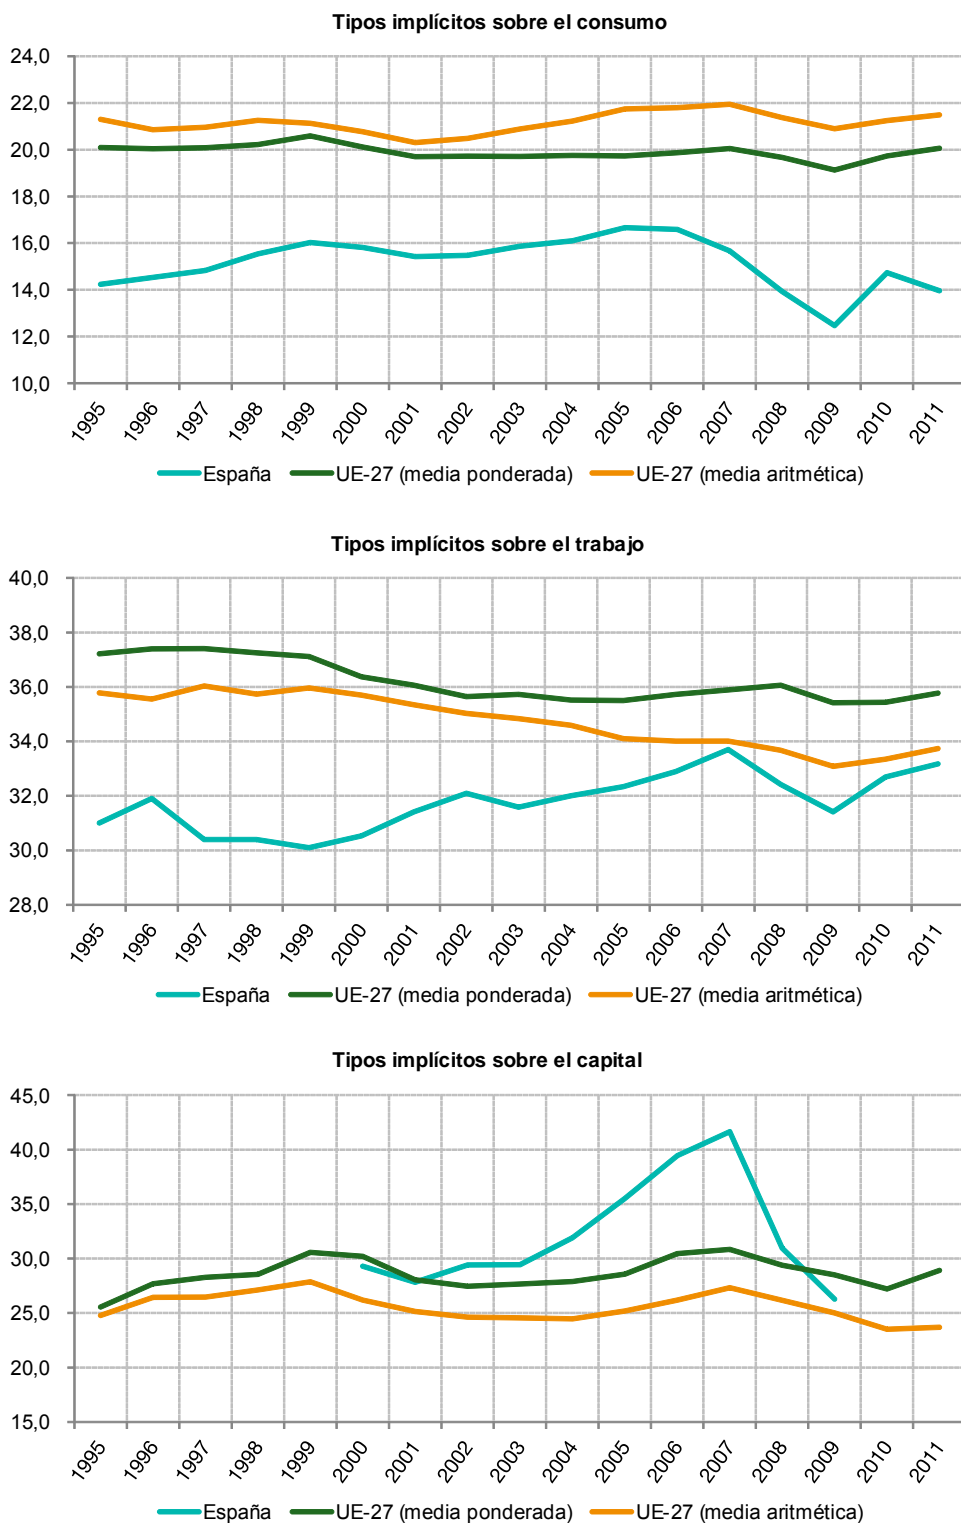 Tipos implícitos sobre el consumo
24,0
22,0
20,0
18,0
16,0
14,0
12,0
10,0
1995 1996 1997 1998 1999 2000 2001 2002 2003 2004 2005 2006 2007 2008 2009 2010 2011
España UE-27 (media ponderada) UE-27 (media aritmética)
Tipos implícitos sobre el trabajo
40,0
38,0
36,0
34,0
32,0
30,0
28,0
1995 1996 1997 1998 1999 2000 2001 2002 2003 2004 2005 2006 2007 2008 2009 2010 2011
España UE-27 (media ponderada) UE-27 (media aritmética)
Tipos implícitos sobre el capital
45,0
40,0
35,0
30,0
25,0
20,0
15,0
1995 1996 1997 1998 1999 2000 2001 2002 2003 2004 2005 2006 2007 2008 2009 2010 2011
España UE-27 (media ponderada) UE-27 (media aritmética)